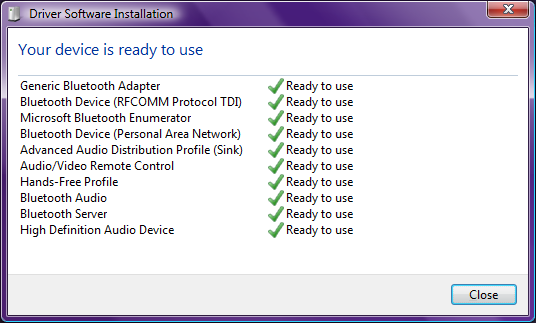 Driver Software Installation
Your device is ready to use
Generic Bluetooth Adapter Ready to use
Bluetooth Device (RFCOMM Protocol TDI) Ready to use
Microsoft Bluetooth Enumerator Ready to use
Bluetooth Device (Personal Area Network) Ready to use
Advanced Audio Distribution Profile (Sink) Ready to use
Audio/Video Remote Control Ready to use
Hands-Free Profile Ready to use
Bluetooth Audio Ready to use
Bluetooth Server Ready to use
High Definition Audio Device Ready to use
Close